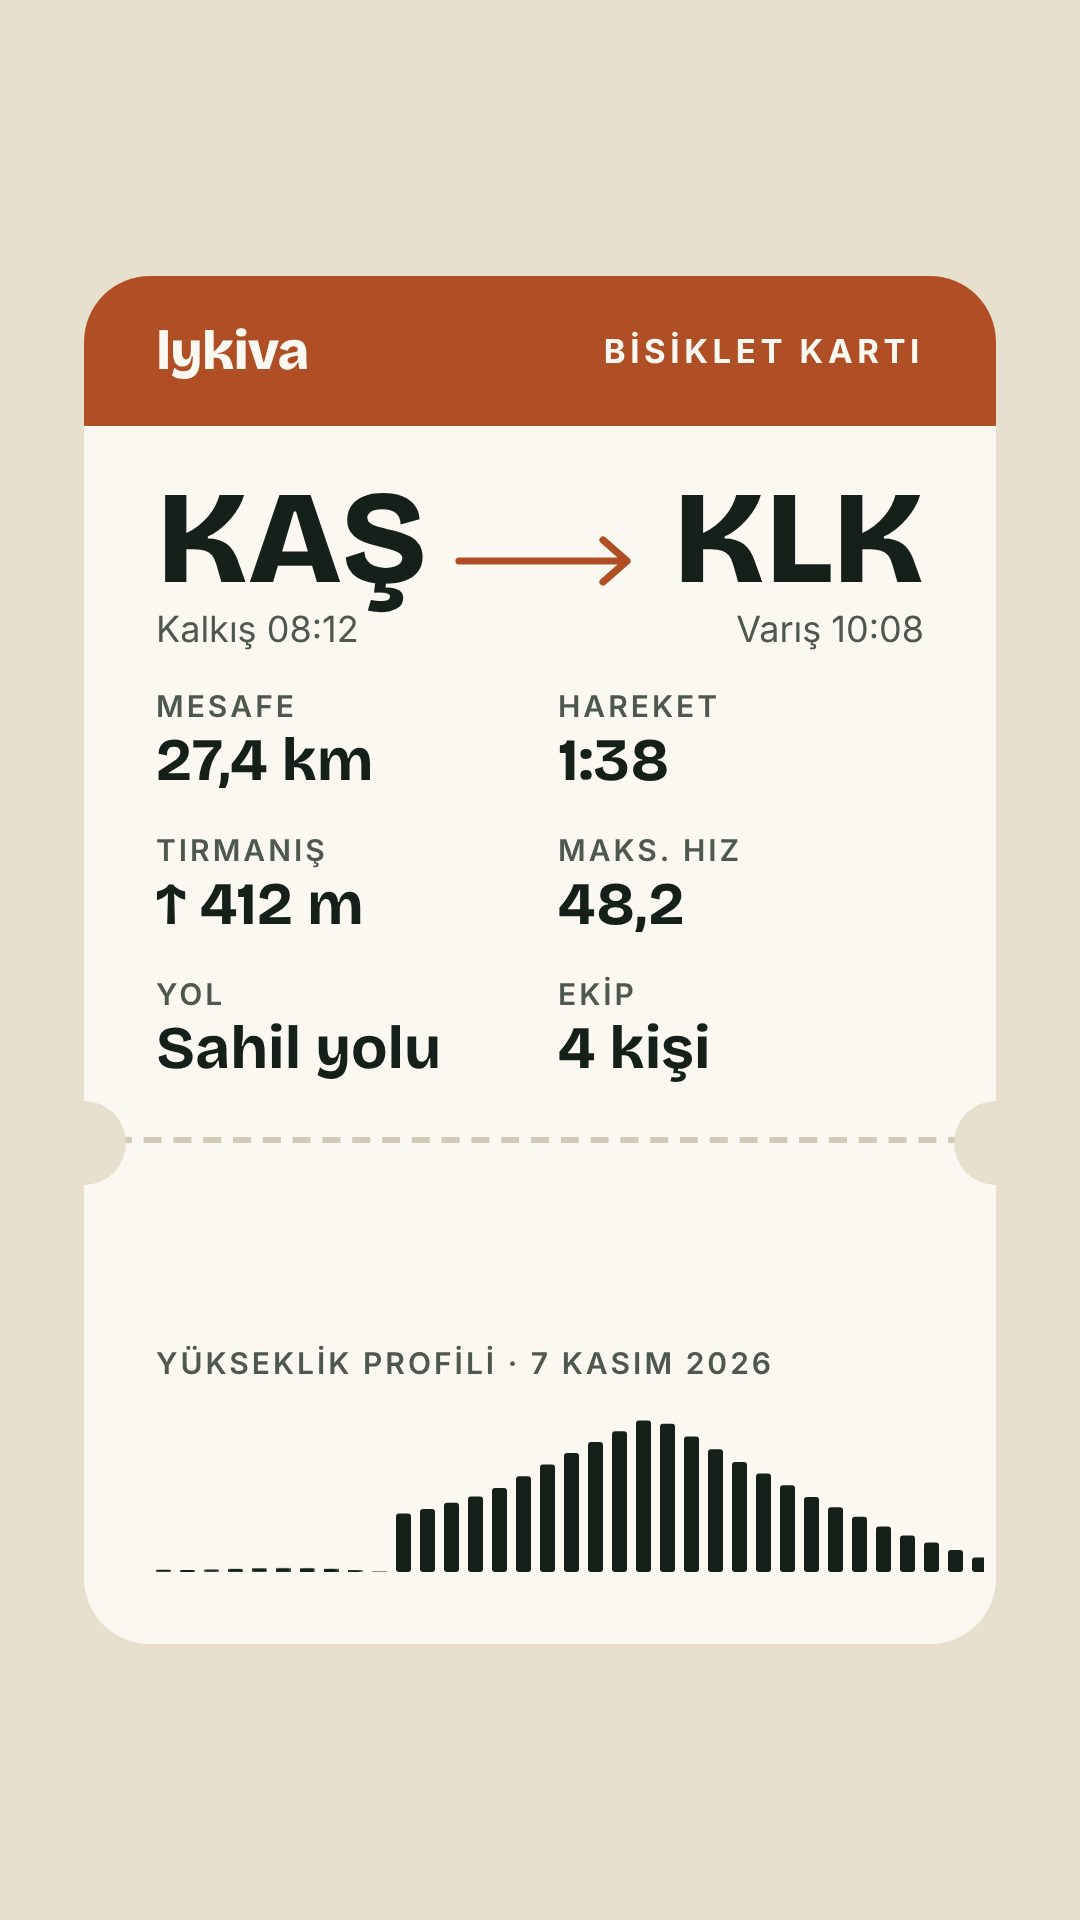 lykiva
BİSİKLET KARTI
KAŞ → KLK
Kalkış 08:12
Varış 10:08
MESAFE
27,4 km
HAREKET
1:38
TIRMANIŞ
↑ 412 m
MAKS. HIZ
48,2
YOL
Sahil yolu
EKİP
4 kişi
YÜKSEKLİK PROFİLİ · 7 KASIM 2026